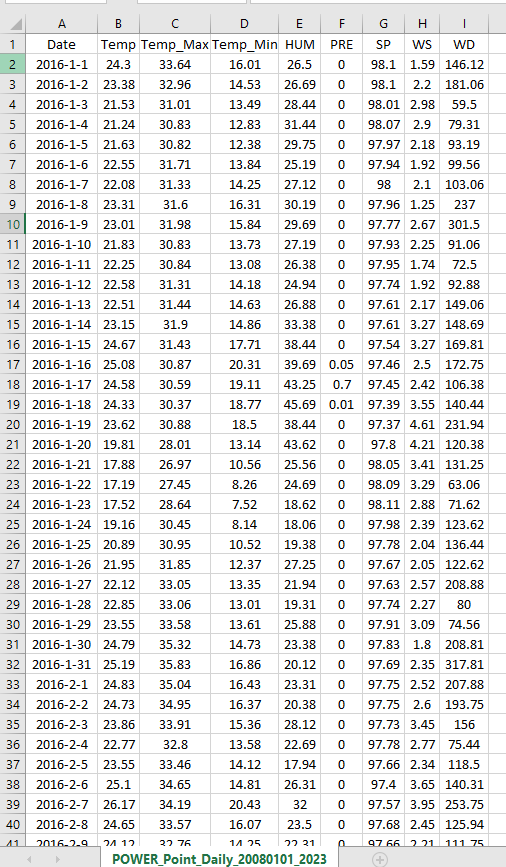 A B C D E F G H I
1 Date Temp Temp_Max Temp_Min HUM PRE SP WS WD
2 2016-1-1 24.3 33.64 16.01 26.5 0 98.1 1.59 146.12
3 2016-1-2 23.38 32.96 14.53 26.69 0 98.1 2.2 181.06
4 2016-1-3 21.53 31.01 13.49 28.44 0 98.01 2.98 59.5
5 2016-1-4 21.24 30.83 12.83 31.44 0 98.07 2.9 79.31
6 2016-1-5 21.63 30.82 12.38 29.75 0 97.97 2.18 93.19
7 2016-1-6 22.55 31.71 13.84 25.19 0 97.94 1.92 99.56
8 2016-1-7 22.08 31.33 14.25 27.12 0 98 2.1 103.06
9 2016-1-8 23.31 31.6 16.31 30.19 0 97.96 1.25 237
10 2016-1-9 23.01 31.98 15.84 29.69 0 97.77 2.67 301.5
11 2016-1-10 21.83 30.83 13.73 27.19 0 97.93 2.25 91.06
12 2016-1-11 22.25 30.84 13.08 26.38 0 97.95 1.74 72.5
13 2016-1-12 22.58 31.31 14.18 24.94 0 97.74 1.92 92.88
14 2016-1-13 22.51 31.44 14.63 26.88 0 97.61 2.17 149.06
15 2016-1-14 23.15 31.9 14.86 33.38 0 97.61 3.27 148.69
16 2016-1-15 24.67 31.43 17.71 38.44 0 97.54 3.27 169.81
17 2016-1-16 25.08 30.87 20.31 39.69 0.05 97.46 2.5 172.75
18 2016-1-17 24.58 30.59 19.11 43.25 0.7 97.45 2.42 106.38
19 2016-1-18 24.33 30.37 18.77 45.69 0.01 97.39 3.55 140.44
20 2016-1-19 23.62 30.88 18.5 38.44 0 97.37 4.61 231.94
21 2016-1-20 19.81 28.01 13.14 43.62 0 97.8 4.21 120.38
22 2016-1-21 17.88 26.97 10.56 25.56 0 98.05 3.41 131.25
23 2016-1-22 17.19 27.45 8.26 24.69 0 98.09 3.29 63.06
24 2016-1-23 17.52 28.64 7.52 18.62 0 98.11 2.88 71.62
25 2016-1-24 19.16 30.45 8.14 18.06 0 97.98 2.39 123.62
26 2016-1-25 20.89 30.95 10.52 19.38 0 97.78 2.04 136.44
27 2016-1-26 21.95 31.85 12.37 27.25 0 97.67 2.05 122.62
28 2016-1-27 22.12 33.05 13.35 21.94 0 97.63 2.57 208.88
29 2016-1-28 22.85 33.06 13.01 19.31 0 97.74 2.27 80
30 2016-1-29 23.55 33.58 13.61 25.88 0 97.91 3.09 74.56
31 2016-1-30 24.79 35.32 14.73 23.38 0 97.83 1.8 208.81
32 2016-1-31 25.19 35.83 16.86 20.12 0 97.69 2.35 317.81
33 2016-2-1 24.83 35.04 16.43 23.31 0 97.75 2.52 207.88
34 2016-2-2 24.73 34.95 16.37 20.38 0 97.75 2.6 193.75
35 2016-2-3 23.86 33.91 15.36 28.12 0 97.73 3.45 156
36 2016-2-4 22.77 32.8 13.58 22.69 0 97.78 2.77 75.44
37 2016-2-5 23.55 33.46 14.12 17.94 0 97.66 2.34 118.5
38 2016-2-6 25.1 34.65 14.81 26.31 0 97.4 3.65 140.31
39 2016-2-7 26.17 34.19 20.43 32 0 97.57 3.95 253.75
40 2016-2-8 24.65 33.57 16.07 23.5 0 97.68 2.45 125.94
41 2016-2-9 24.12 32.76 14.25 22.31 0 97.66 2.21 111.75
POWER_Point_Daily_20080101_2023